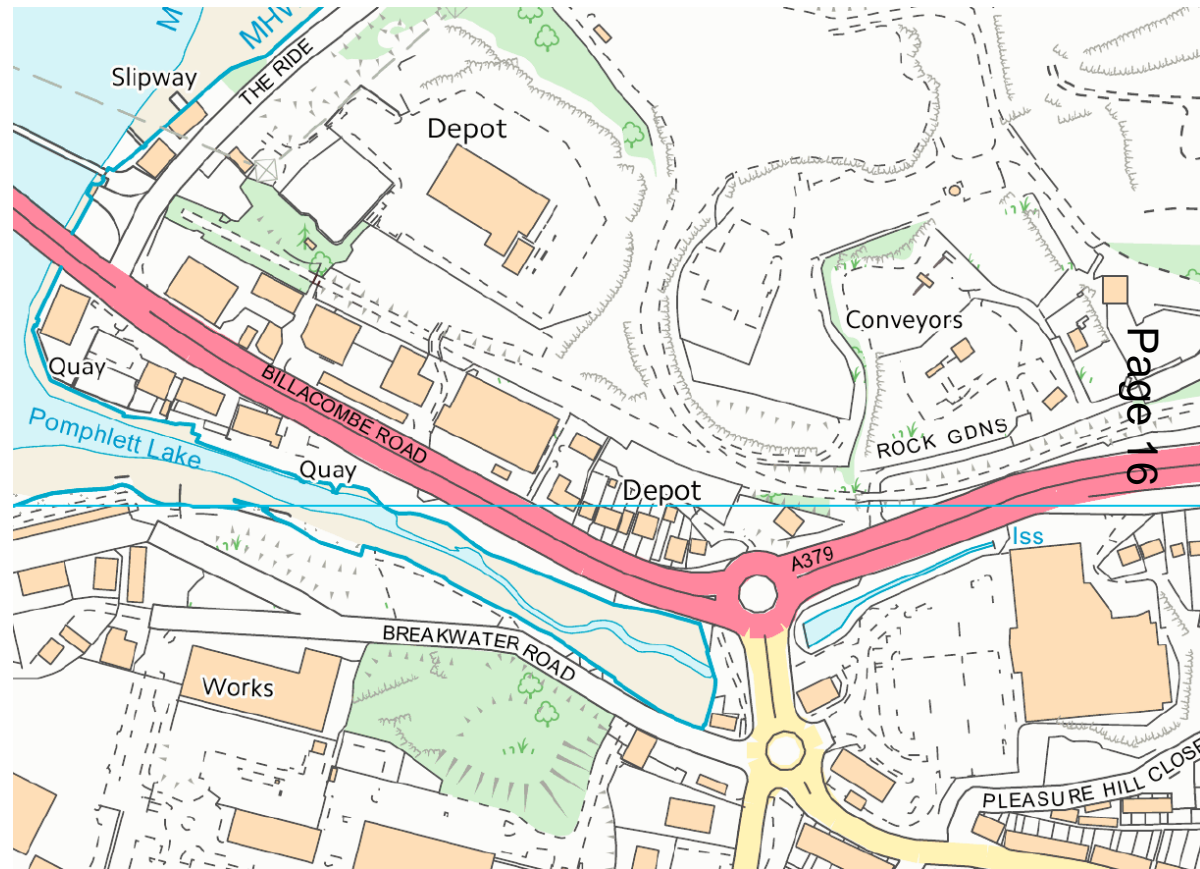 M
MHW
THE RIDE
Slipway
Depot
Conveyors
Page 16
Quay
BILLACOMBE ROAD
Pomphlett Lake
ROCK GDNS
Quay
Depot
Iss
A379
BREAKWATER ROAD
Works
PLEASURE HILL CLOSE